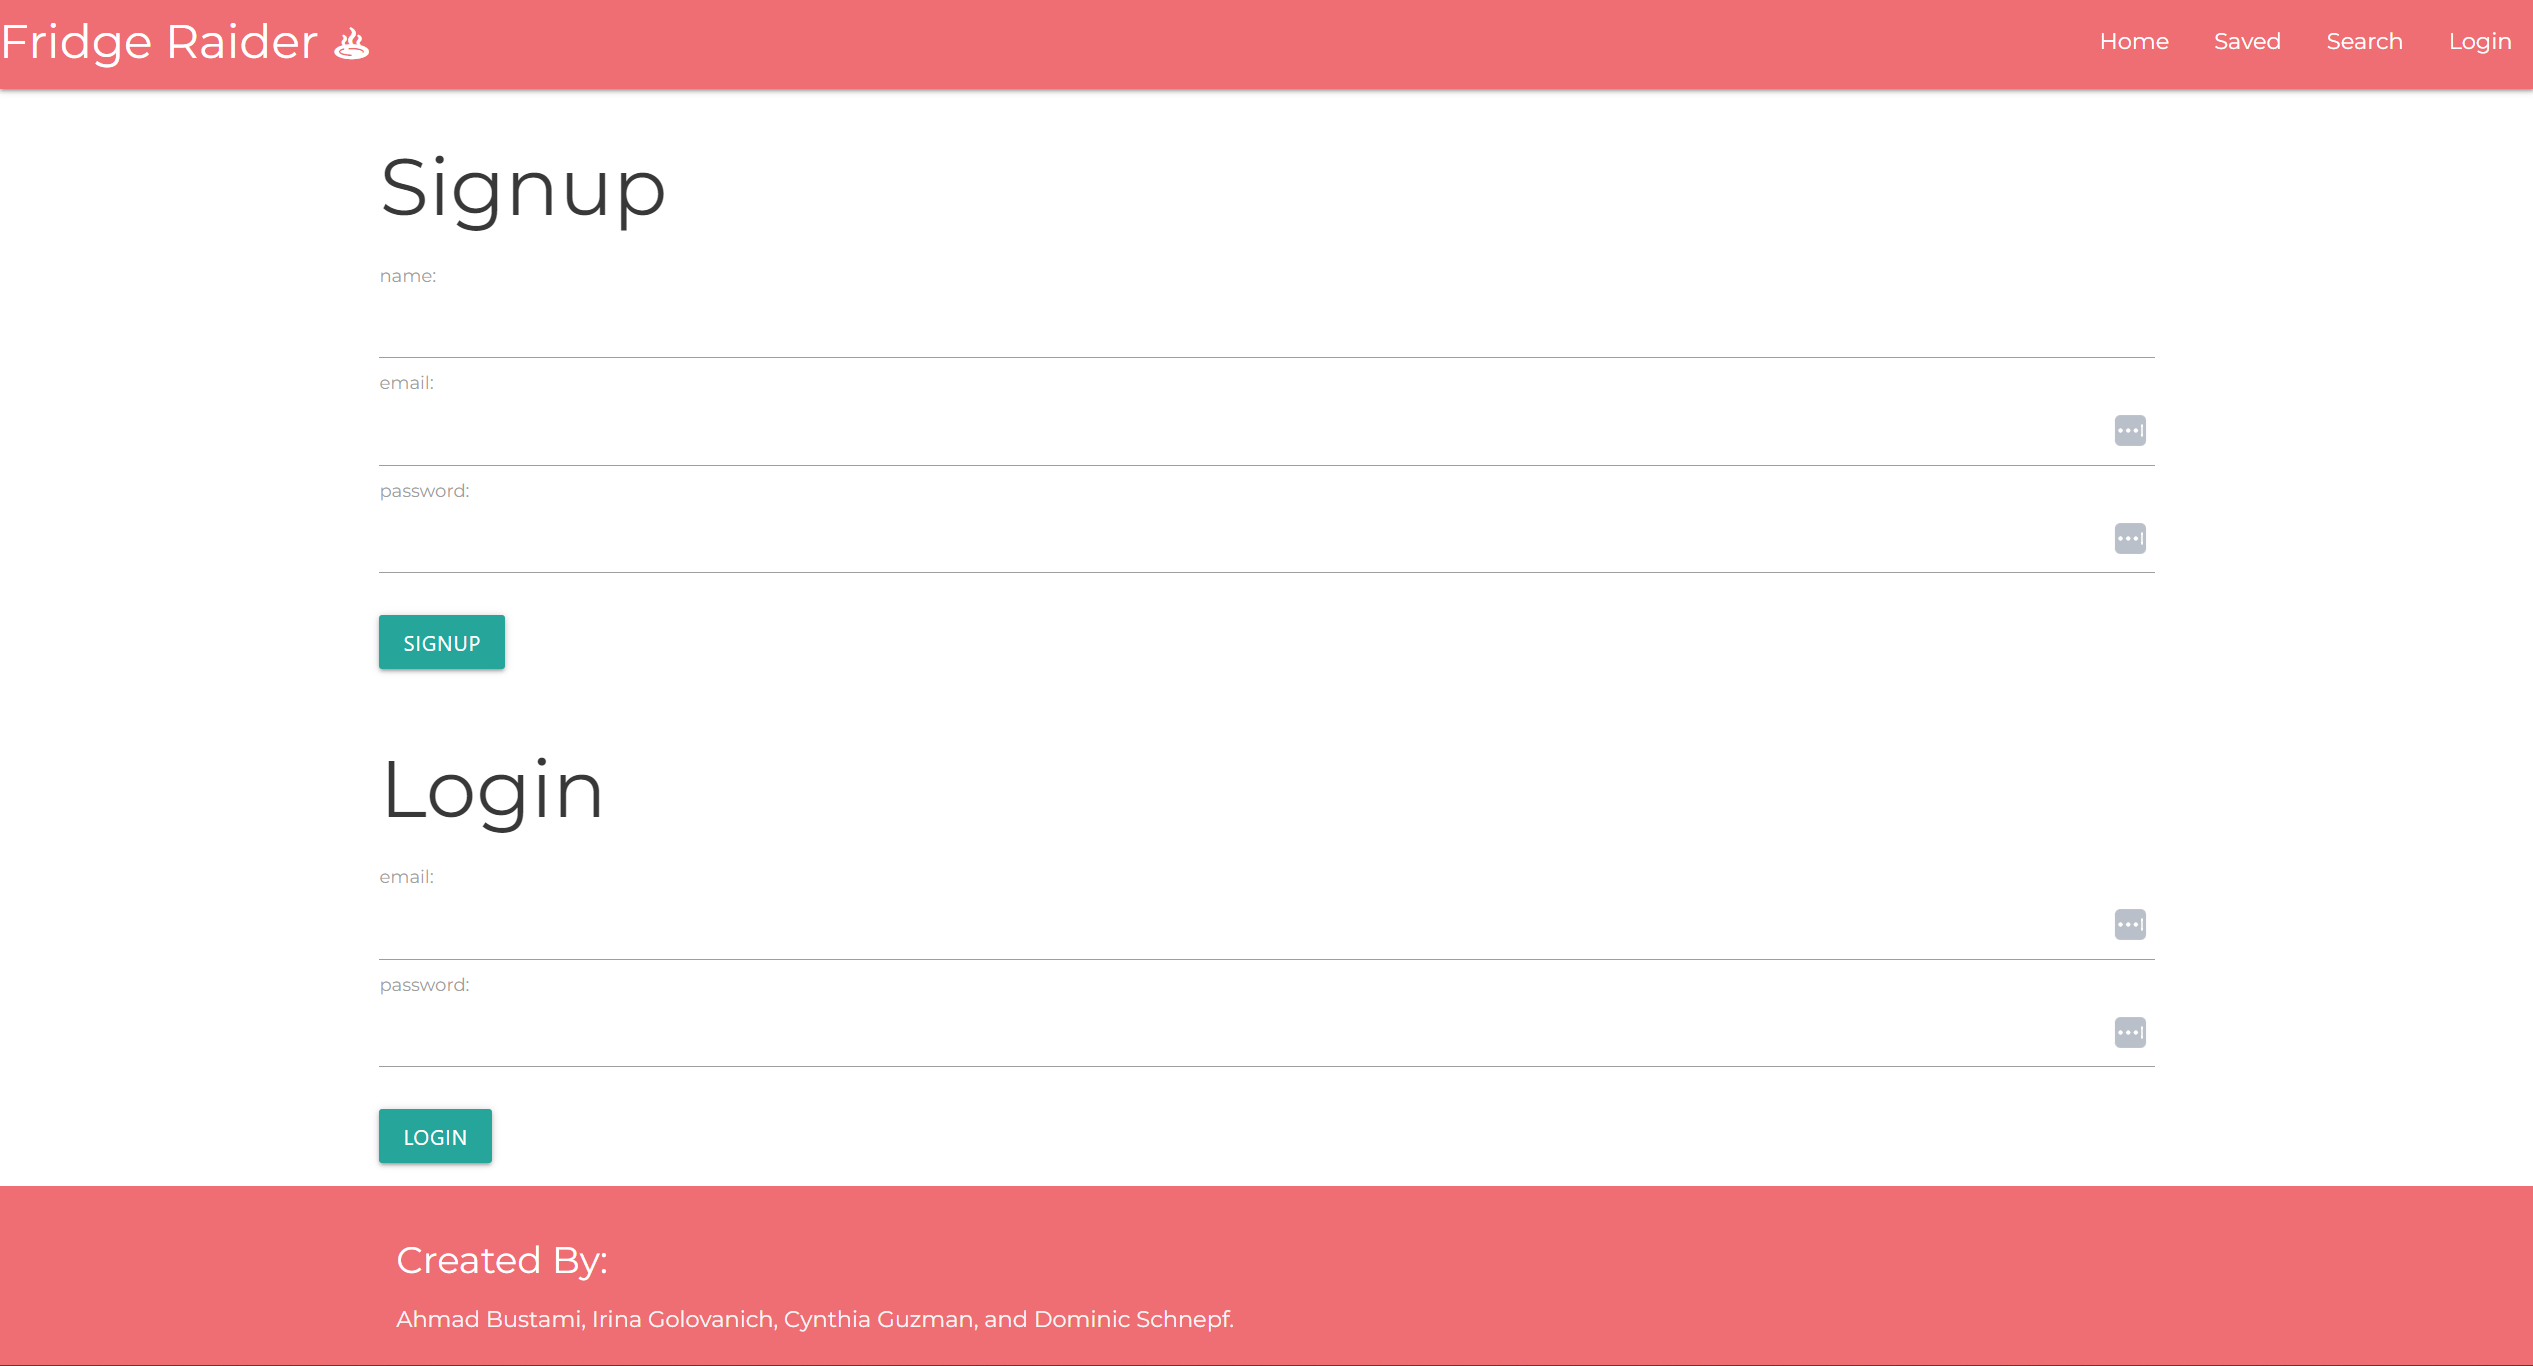 Fridge Raider
Home Saved Search Login
Signup
name:
email:
password:
SIGNUP
Login
email:
password:
LOGIN
Created By:
Ahmad Bustami, Irina Golovanich, Cynthia Guzman, and Dominic Schnepf.